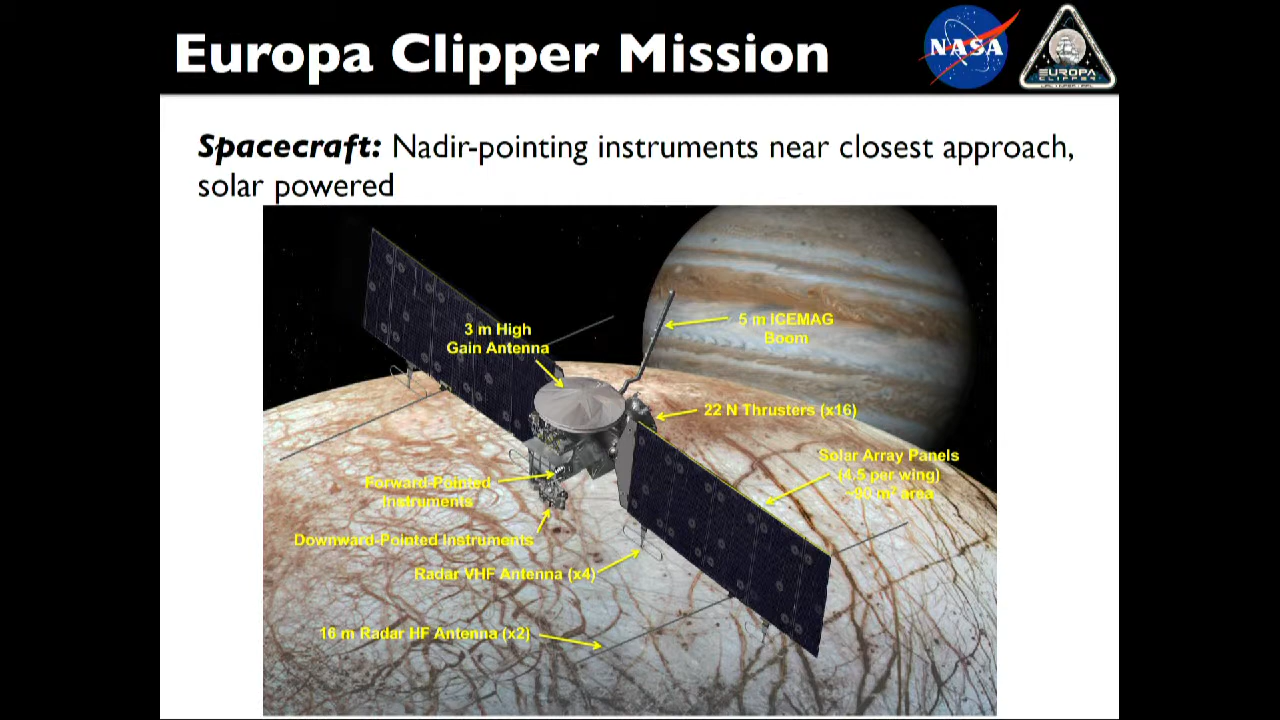 Europa Clipper Mission
NASA
EUROPA
CLIPPER
Spacecraft: Nadir-pointing instruments near closest approach,
solar powered
3 m High
Gain Antenna
5 m ICEMAG
Boom
22 N Thrusters (x16)
Solar Array Panels
(4.5 per wing)
~90 m² area
Forward-Pointed
Instruments
Downward-Pointed Instruments
Radar VHF Antenna (x4)
16 m Radar HF Antenna (x2)